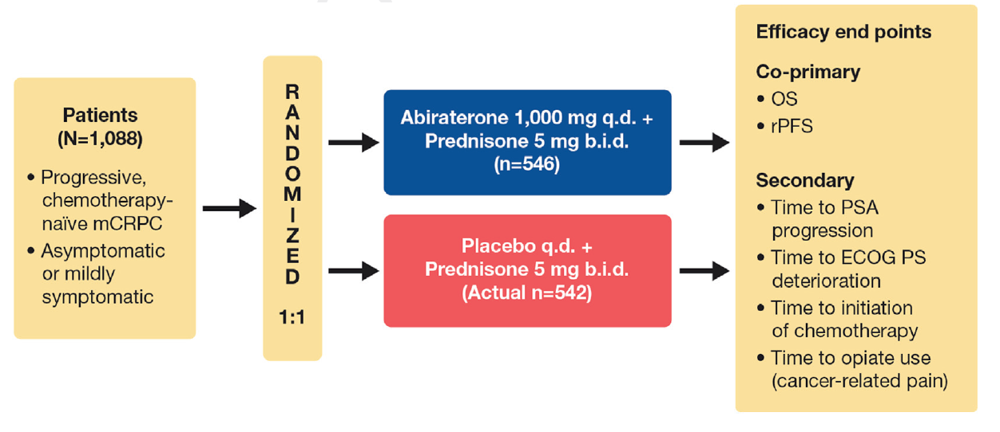 Patients
(N=1,088)
• Progressive,
chemotherapy-
naïve mCRPC
• Asymptomatic
or mildly
symptomatic
R
A
N
D
O
M
I
Z
E
D
1:1
Abiraterone 1,000 mg q.d. +
Prednisone 5 mg b.i.d.
(n=546)
Placebo q.d. +
Prednisone 5 mg b.i.d.
(Actual n=542)
Efficacy end points
Co-primary
• OS
• rPFS
Secondary
• Time to PSA
progression
• Time to ECOG PS
deterioration
• Time to initiation
of chemotherapy
• Time to opiate use
(cancer-related pain)